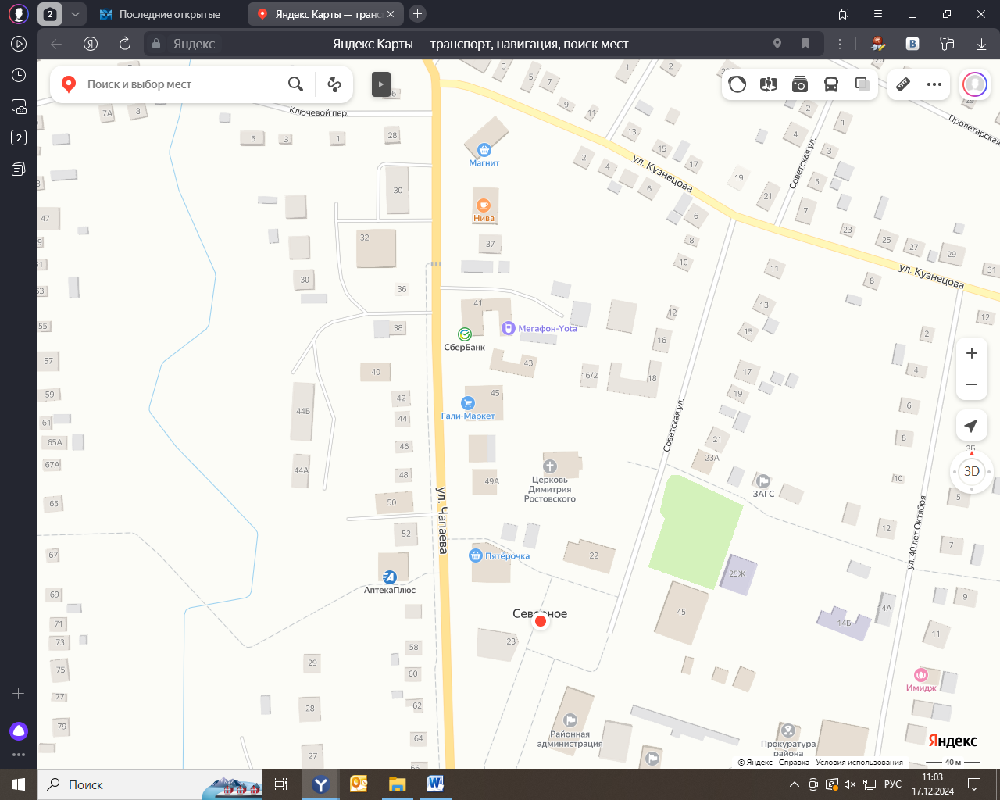 2
Последние открытые
Яндекс Карты — транс
Яндекс
Яндекс Карты — транспорт, навигация, поиск мест
Поиск и выбор мест
2
26
7А
8
Ключевой пер.
5
3
1
28
Магнит
3
5
7
9
11
1
13
15
17
2
4
6
ул. Кузнецова
19
21
6
8
10
2
4
1
3
5
7
Советская ул.
Пролетарская
29
23
25
27
29
31
ул. Кузнецова
30
Нива
47
32
37
30
36
41
38
СберБанк
Мегафон-Yota
11
8
13
12
15
16
12
2
55
57
59
61
65А
67А
65
40
43
16/2
18
17
19
4
6
8
10
42
45
44Б
44
Гали-Маркет
46
44А
48
49А
50
52
Церковь
Димитрия
Ростовского
Советская ул.
21
23А
ЗАГС
3Б
3D
5
12
7
ул. 40 лет Октября
ул. Чапаева
67
69
71
73
75
77
79
Пятёрочка
22
АптекаПлюс
25Ж
45
14Б
14А
9
11
Северное
23
58
60
62
64
66
29
28
27
Имидж
Районная
администрация
Прокуратура
района
Яндекс
© Яндекс Справка Условия использования
40 м
Поиск
РУС
11:03
17.12.2024